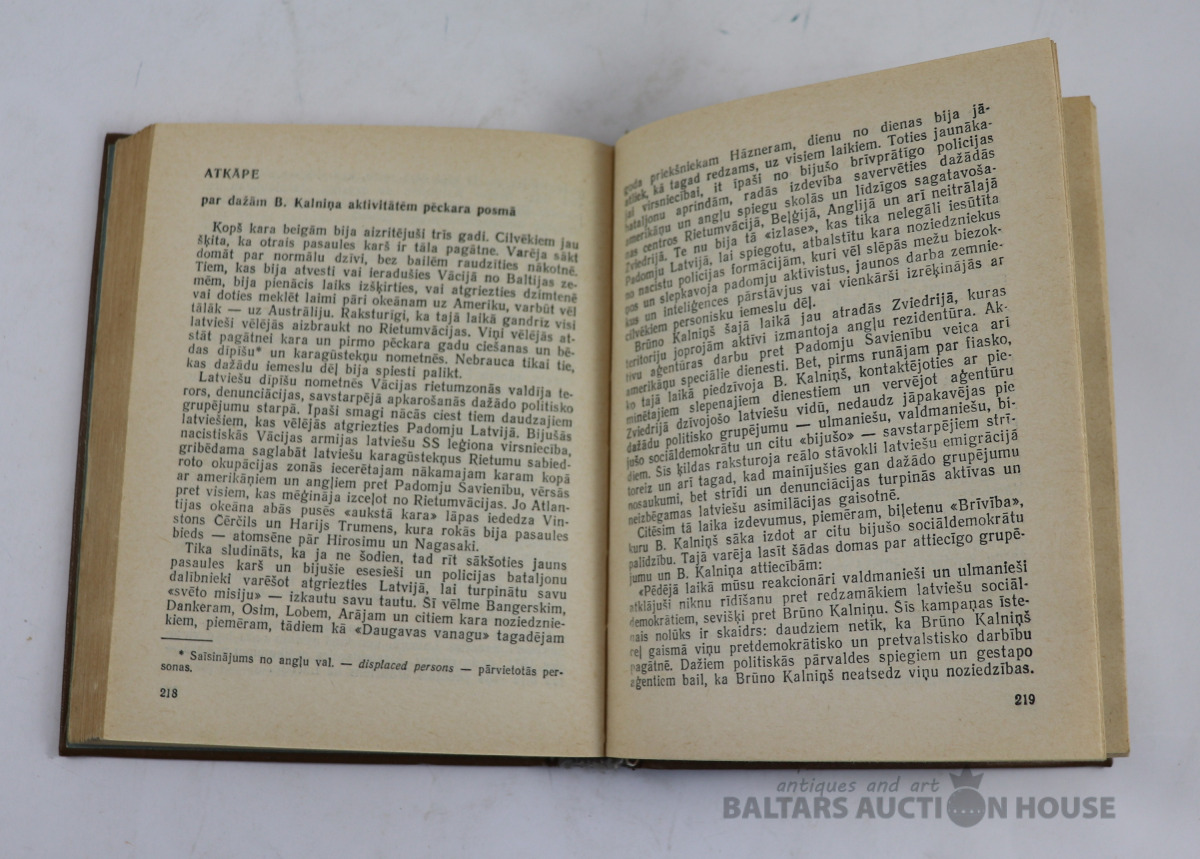 ATKĀPE
par dažām B. Kalniņa aktivitātēm pēckara posmā
Kopš kara beigām bija aizritējuši trīs gadi. Cilvēkiem jau
šķita, ka otrais pasaules karš ir tāla pagātne. Varēja sākt
domāt par normālu dzīvi, bez bailēm raudzīties nākotnē.
Tiem, kas bija atvesti vai ieradušies Vācijā no Baltijas ze-
mēm, bija pienācis laiks izšķirties, vai atgriezties dzimtenē
vai doties meklēt laimi pāri okeānam uz Ameriku, varbūt vēl
tālāk — uz Austrāliju. Raksturīgi, ka tajā laikā gandrīz visi
latvieši vēlējās aizbraukt no Rietumvācijas. Viņi vēlējās at-
stāt pagātnei kara un pirmo pēckara gadu ciešanas un bē-
das dīpīšu* un karagūstekņu nometnēs. Nebrauca tikai tie,
kas dažādu iemeslu dēļ bija spiesti palikt.
Latviešu dīpīšu nometnēs Vācijas rietumzonās valdīja te-
rors, denunciācijas, savstarpējā apkarošanās dažādo politisko
grupējumu starpā. Īpaši smagi nācās ciest tiem daudzajiem
latviešiem, kas vēlējās atgriezties Padomju Latvijā. Bijušās
nacistiskās Vācijas armijas latviešu SS leģiona virsniecība,
gribēdama saglabāt latviešu karagūstekņus Rietumu sabied-
roto okupācijas zonās iecerētajam nākamajam karam kopā
ar amerikāņiem un angļiem pret Padomju Savienību, vērsās
pret visiem, kas mēģināja izceļot no Rietumvācijas. Jo Atlan-
tijas okeāna abās pusēs «aukstā kara» lāpas iededza Vin-
stons Čērčils un Harijs Trumens, kura rokās bija pasaules
bieds — atomsēne pār Hirosimu un Nagasaki.
Tika sludināts, ka ja ne šodien, tad rīt sāksoties jauns
pasaules karš un bijušie esesieši un policijas bataljonu
dalībnieki varēšot atgriezties Latvijā, lai turpinātu savu
«svēto misiju» — izkautu savu tautu. Šī vēlme Bangerskim,
Dankeram, Osim, Lobem, Arājam un citiem kara noziednzie-
kiem, piemēram, tādiem kā «Daugavas vanagu» tagadējam
* Saīsinājums no angļu val. — displaced persons — pārvietotās per-
sonas.
218
goda priekšniekam Hāzneram, dienu no dienas bija jā-
atliek, kā tagad redzams, uz visiem laikiem. Toties jaunāka-
jai virsniecībai, it īpaši no bijušo brīvprātīgo policijas
bataljonu aprindām, radās izdevība savervēties dažādās
amerikāņu un angļu spiegu skolās un līdzīgos sagatavoša-
nas centros Rietumvācijā, Beļģijā, Anglijā un arī neitrālajā
Zviedrijā. Te nu bija tā «izlase», kas tika nelegāli iesūtīta
Padomju Latvijā, lai spiegotu, atbalstītu kara noziedzniekus
no nacistu policijas formācijām, kuri vēl slēpās mežu biezok-
ņos un slepkavoja padomju aktīvistus, jaunos darba zemnie-
kus un inteliģences pārstāvjus vai vienkārši izrēķinājās ar
cilvēkiem personisku iemeslu dēļ.
Brūno Kalniņš šajā laikā jau atradās Zviedrijā, kuras
teritoriju joprojām aktīvi izmantoja angļu rezidentūra. Ak-
tīvu aģentūras darbu pret Padomju Savienību veica arī
amerikāņu speciālie dienesti. Bet, pirms runājam par fiasko,
ko tajā laikā piedzīvoja B. Kalniņš, kontaktējoties ar pie-
minētajiem slepenajiem dienestiem un vervējot aģentūru
Zviedrijā dzīvojošo latviešu vidū, nedaudz jāpakavējas pie
dažādu politisko grupējumu — ulmaniešu, valdmaniešu, bi-
jušo sociāldemokrātu un citu «bijušo» — savstarpējiem strī-
diem. Šīs ķildas raksturoja reālo stāvokli latviešu emigrācijā
toreiz un arī tagad, kad mainījušies gan dažādo grupējumu
nosaukumi, bet strīdi un denunciācijas turpinās aktīvas un
neizbēgamas latviešu asimilācijas gaisotnē.
Citēsim tā laika izdevumus, piemēram, biļetenu «Brīvība»,
kuru B. Kalniņš sāka izdot ar citu bijušo sociāldemokrātu
palīdzību. Tajā varēja lasīt šādas domas par attiecīgo grupē-
jumu un B. Kalniņa attiecībām:
«Pēdējā laikā mūsu reakcionāri valdmanieši un ulmanieši
atklājuši niknu rīdīšanu pret redzamākiem latviešu sociāl-
demokrātiem, sevišķi pret Brūno Kalniņu. Šīs kampaņas īste-
nais nolūks ir skaidrs: daudziem netīk, ka Brūno Kalniņš
ceļ gaismā viņu pretdemokrātisko un pretvalstisko darbību
pagātnē. Dažiem politiskās pārvaldes spiegiem un gestapo
aģentiem bail, ka Brūno Kalniņš neatsedz viņu noziedzības.
219
antiques and art
BALTARS AUCTION HOUSE